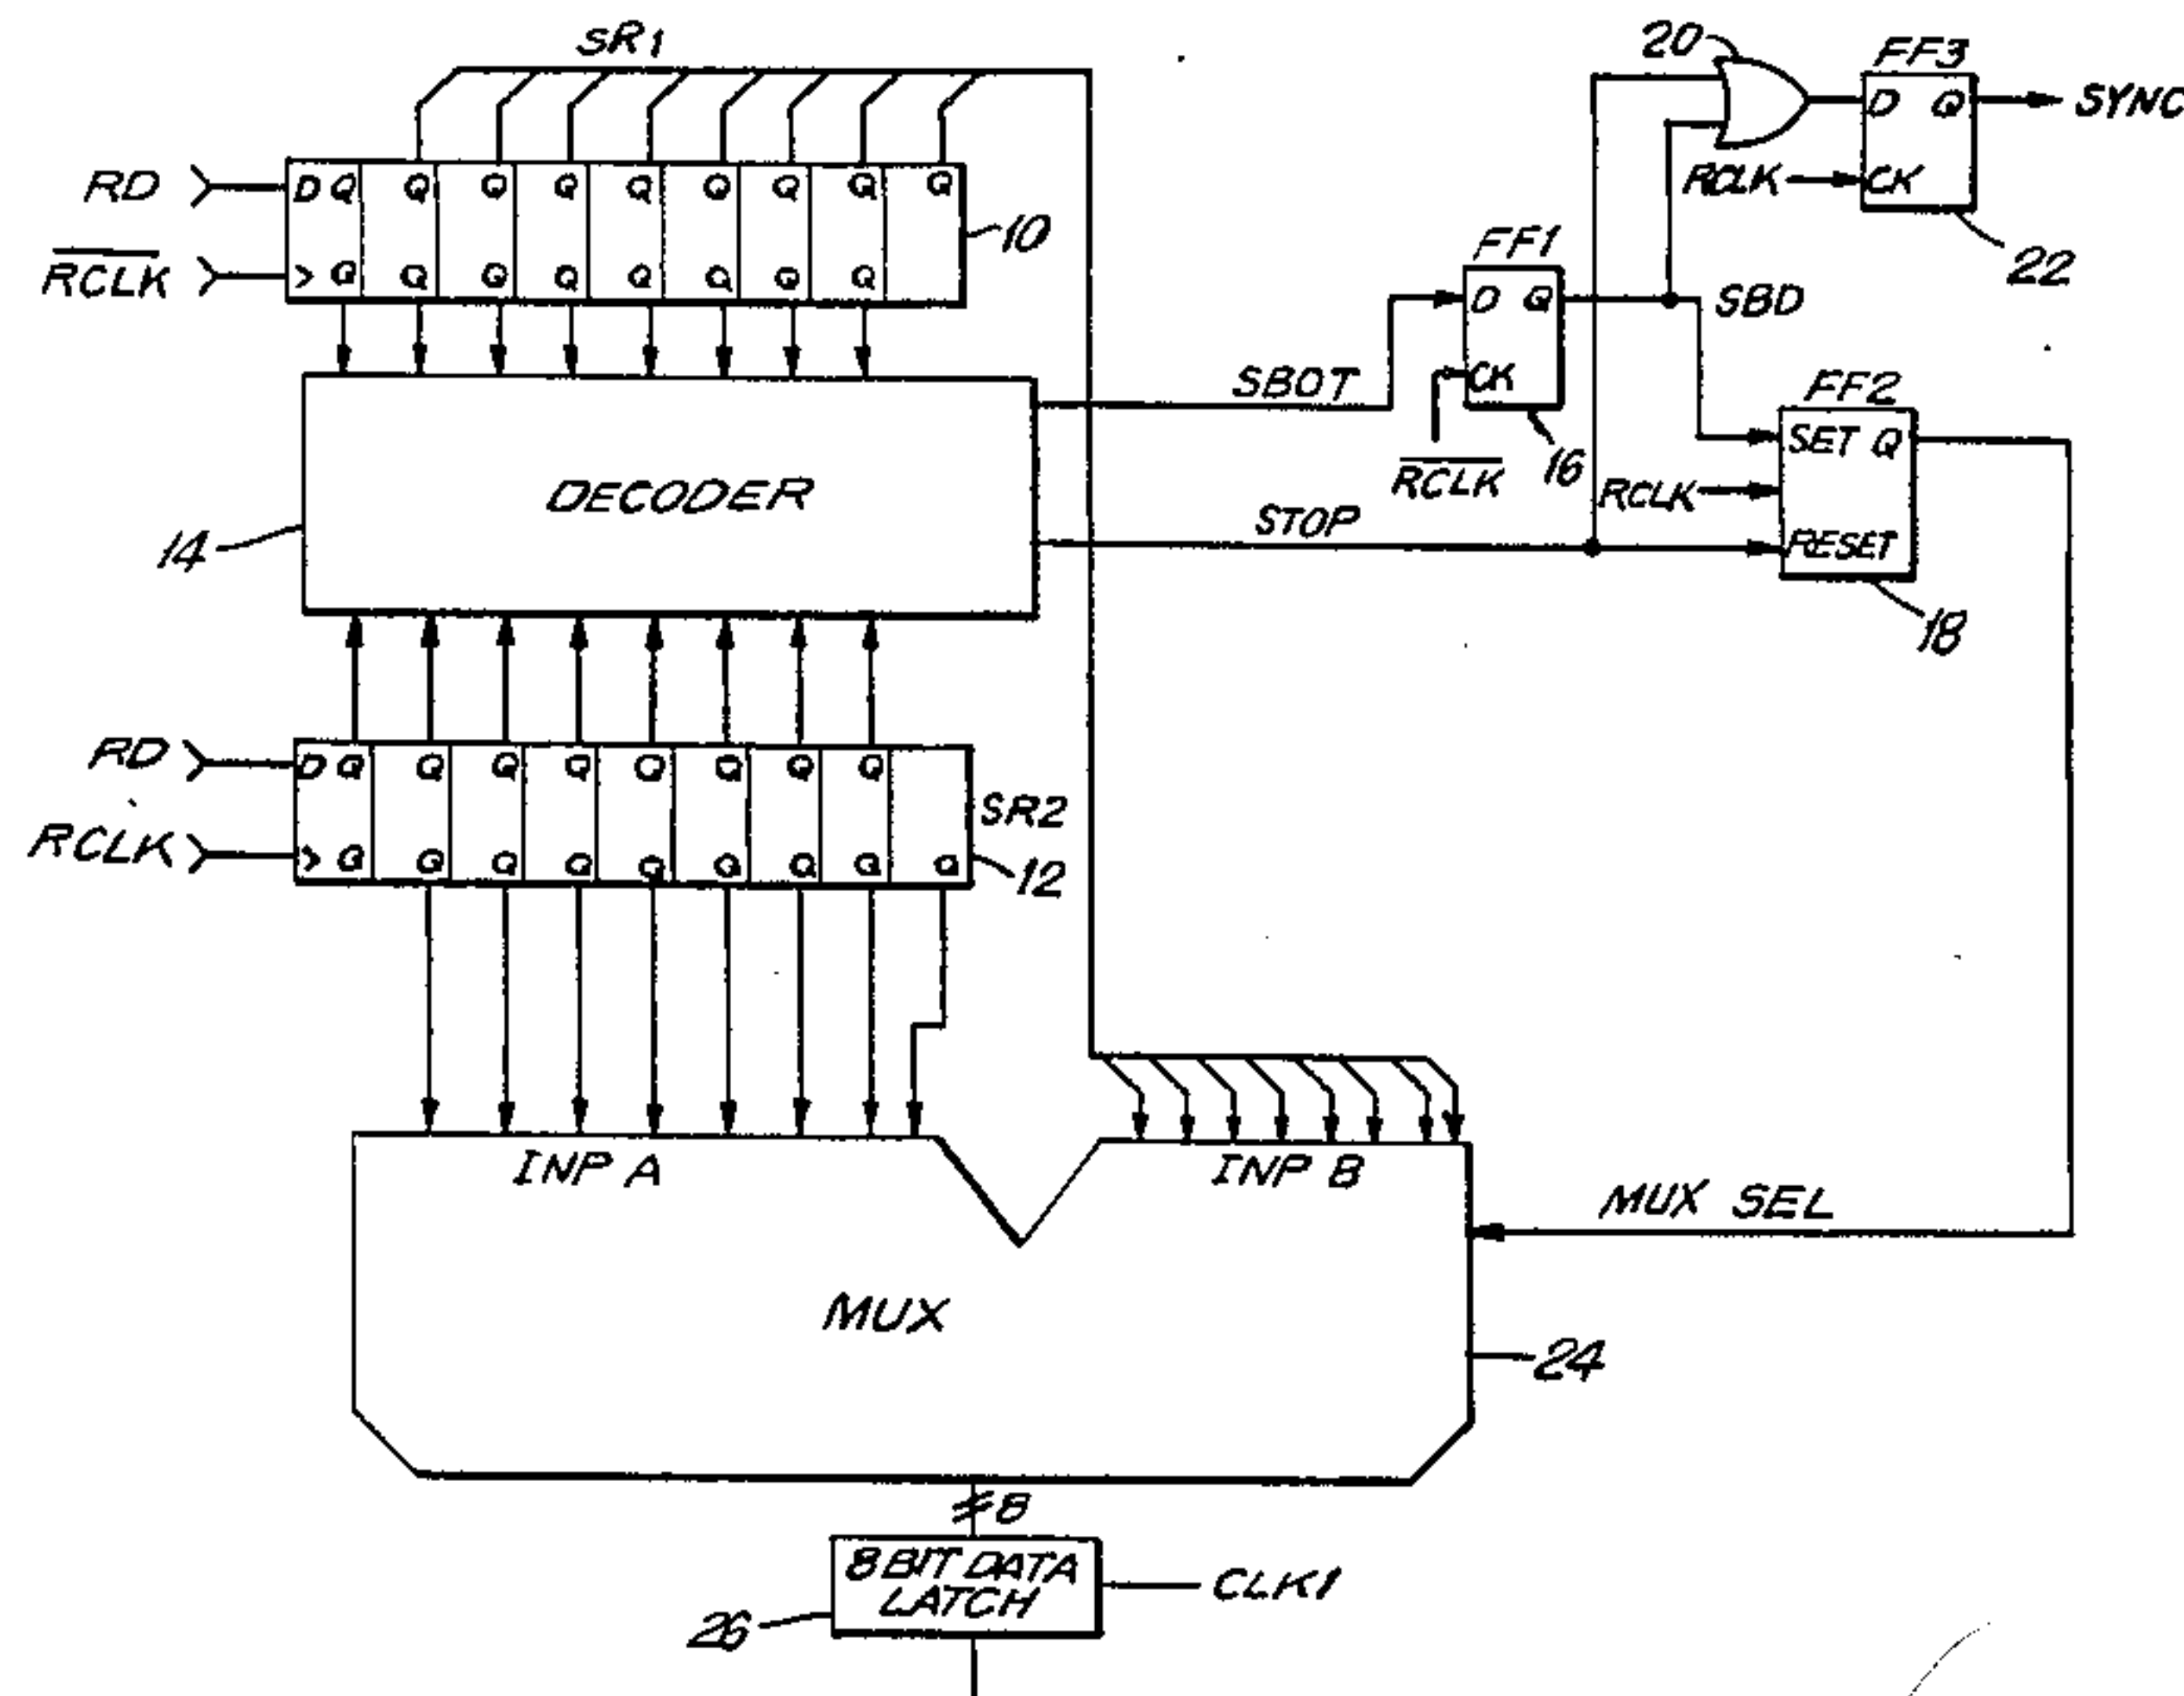 SR1
20
FF3
D Q
SYNC
RCLK
CK
22
RD
D Q Q Q Q Q Q Q Q Q
R̅C̅L̅K̅
> Q Q Q Q Q Q Q Q
10
FF1
D Q
SBD
CK
R̅C̅L̅K̅
16
SBOT
FF2
SET Q
RCLK
RESET
18
STOP
DECODER
14
RD
D Q Q Q Q Q Q Q Q
SR2
RCLK
> Q Q Q Q Q Q Q Q Q
12
INP A
INP B
MUX SEL
MUX
24
8
8 BIT DATA
LATCH
CLK1
26